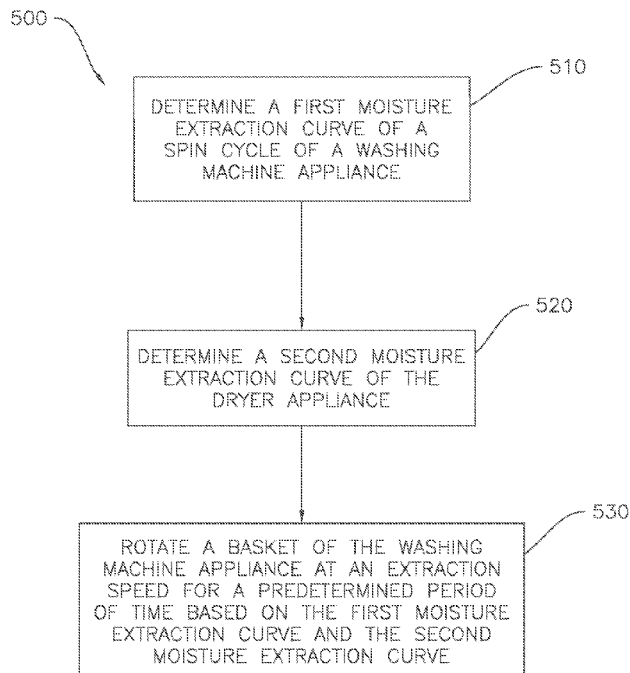 500
510
DETERMINE A FIRST MOISTURE
EXTRACTION CURVE OF A
SPIN CYCLE OF A WASHING
MACHINE APPLIANCE
520
DETERMINE A SECOND MOISTURE
EXTRACTION CURVE OF THE
DRYER APPLIANCE
530
ROTATE A BASKET OF THE WASHING
MACHINE APPLIANCE AT AN EXTRACTION
SPEED FOR A PREDETERMINED PERIOD
OF TIME BASED ON THE FIRST MOISTURE
EXTRACTION CURVE AND THE SECOND
MOISTURE EXTRACTION CURVE